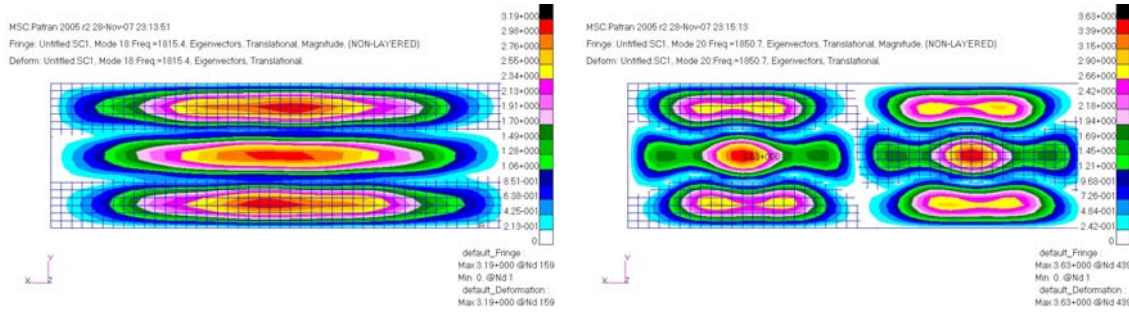 MSC.Patran 2005 r2 28-Nov-07 23:13:51
Fringe: Untitled.SC1, Mode 18:Freq.=1815.4, Eigenvectors, Translational, Magnitude, (NON-LAYERED)
Deform: Untitled.SC1, Mode 18:Freq.=1815.4, Eigenvectors, Translational,
3.19+000
2.98+000
2.76+000
2.55+000
2.34+000
2.13+000
1.91+000
1.70+000
1.49+000
1.28+000
1.06+000
8.51-001
6.38-001
4.25-001
2.13-001
0
default_Fringe :
Max 3.19+000 @Nd 159
Min 0. @Nd 1
default_Deformation :
Max 3.19+000 @Nd 159
Y
X Z
MSC.Patran 2005 r2 28-Nov-07 23:15:13
Fringe: Untitled.SC1, Mode 20:Freq.=1850.7, Eigenvectors, Translational, Magnitude, (NON-LAYERED)
Deform: Untitled.SC1, Mode 20:Freq.=1850.7, Eigenvectors, Translational,
3.63+000
3.39+000
3.15+000
2.90+000
2.66+000
2.42+000
2.18+000
1.94+000
1.69+000
1.45+000
1.21+000
9.68-001
7.26-001
4.84-001
2.42-001
0
default_Fringe :
Max 3.63+000 @Nd 439
Min 0. @Nd 1
default_Deformation :
Max 3.63+000 @Nd 439
Y
X Z